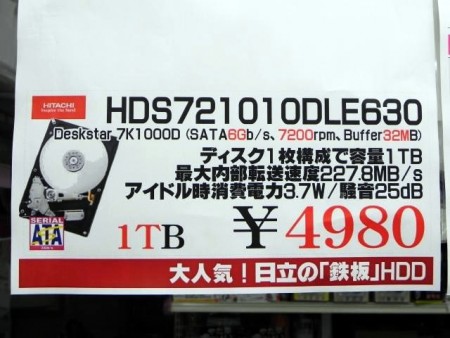 HITACHI
Inspire the Next
HDS721010DLE630
Deskstar 7K1000D (SATA6Gb/s、7200rpm、Buffer32MB)
ディスク1枚構成で容量1TB
最大内部転送速度227.8MB/s
アイドル時消費電力3.7W/騒音25dB
SERIAL
ATA
1TB ￥4980
大人気！日立の「鉄板」HDD